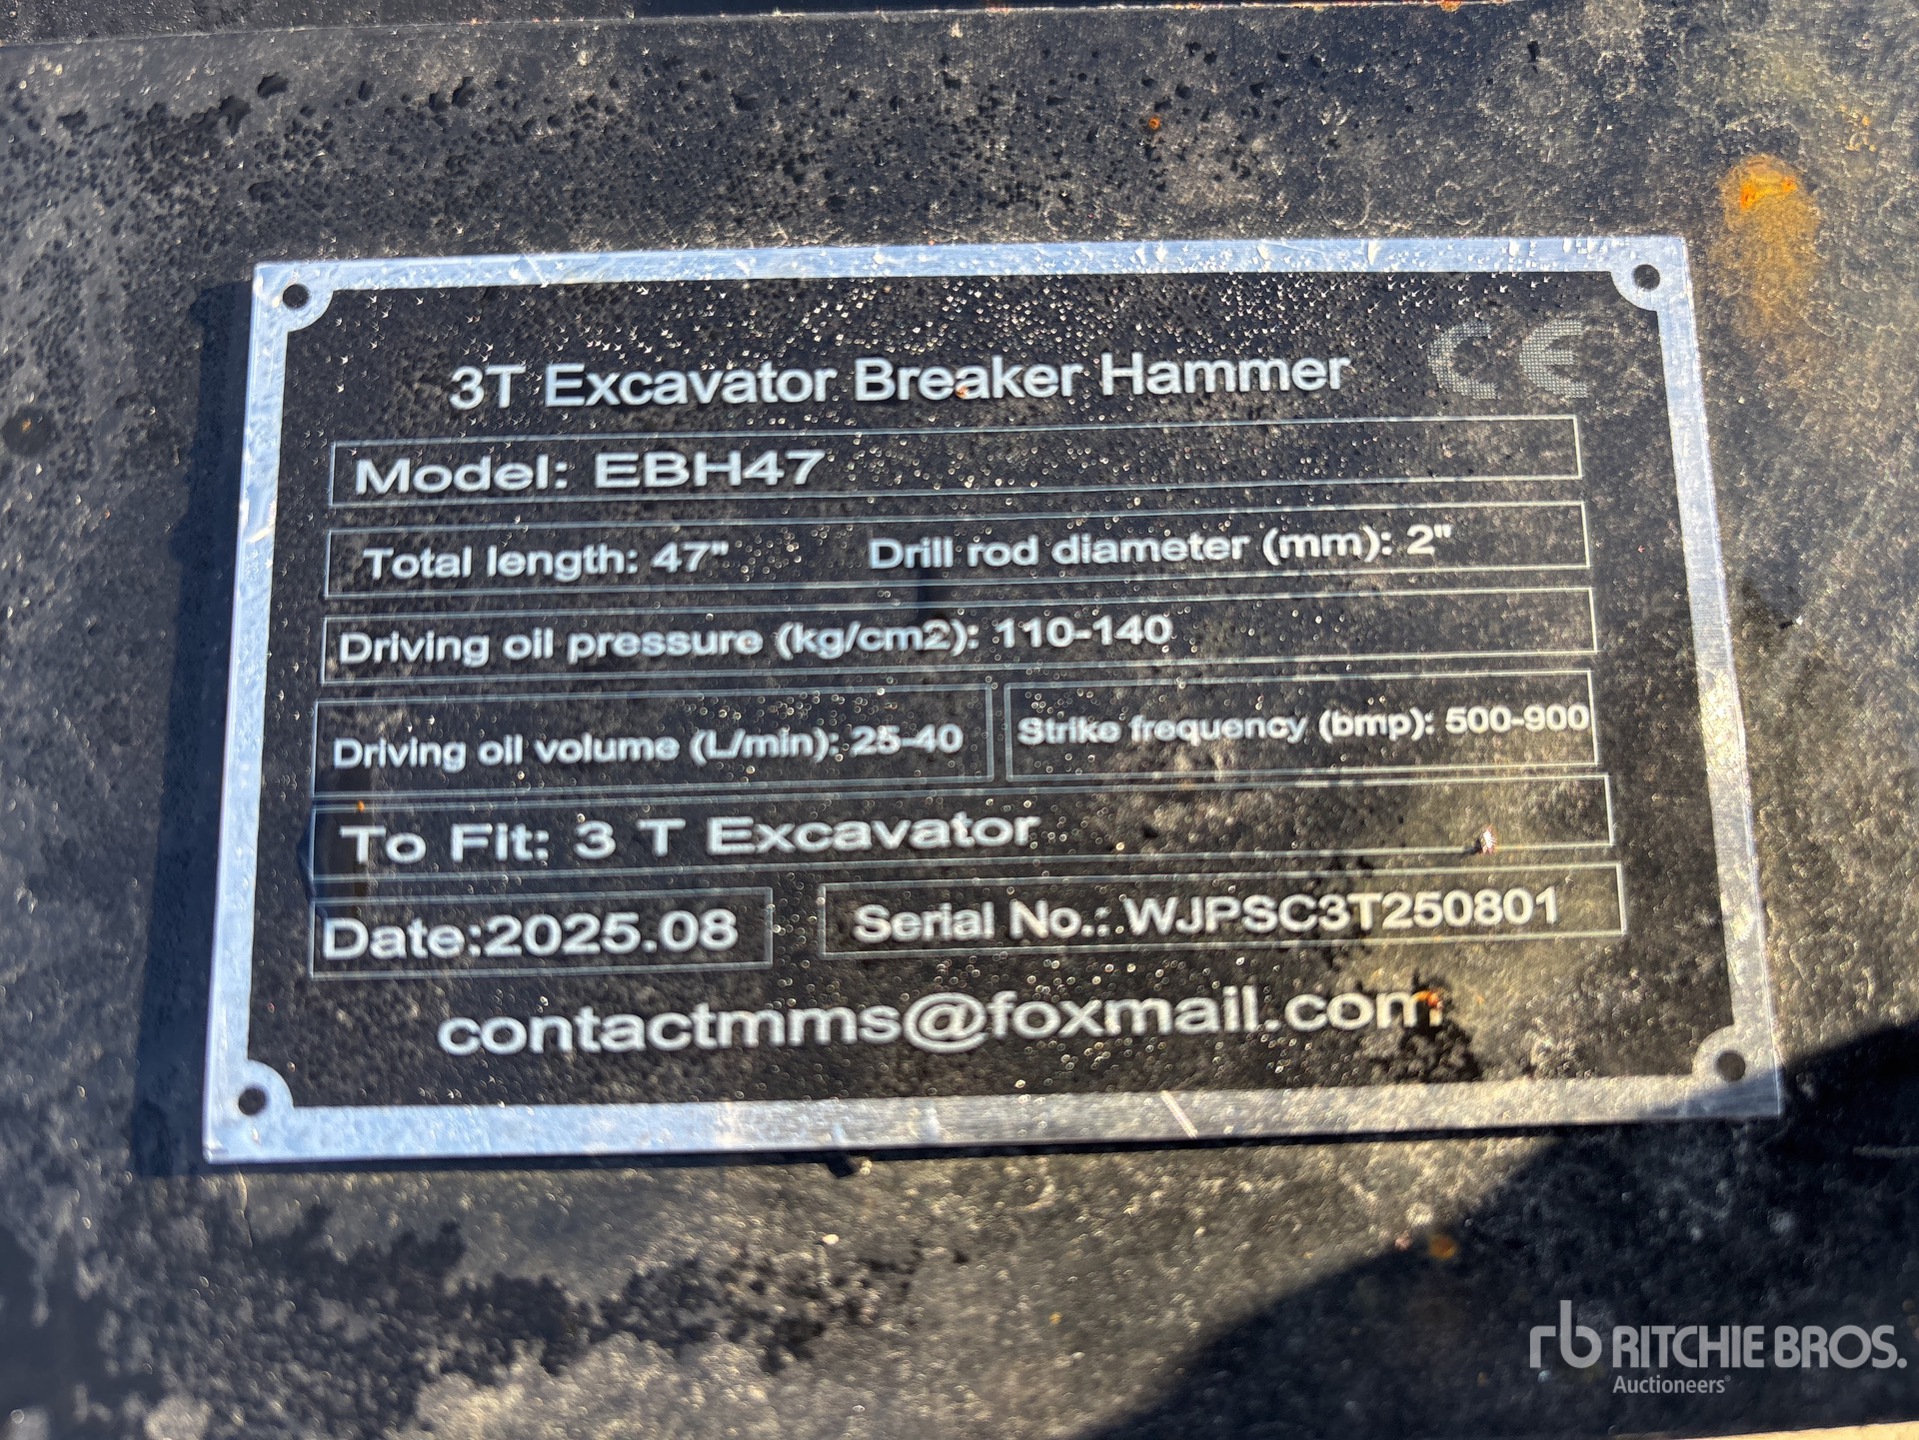 3T Excavator Breaker Hammer CE
Model: EBH47
Total length: 47" Drill rod diameter (mm): 2"
Driving oil pressure (kg/cm2): 110-140
Driving oil volume (L/min): 25-40 Strike frequency (bmp): 500-900
To Fit: 3 T Excavator
Date:2025.08 Serial No.: WJPSC3T250801
contactmms@foxmail.com
rb RITCHIE BROS.
Auctioneers®